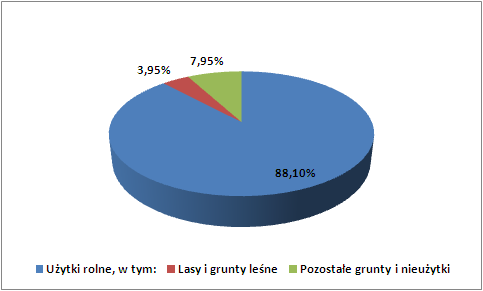 7,95%
3,95%
88,10%
Użytki rolne, w tym: Lasy i grunty leśne Pozostałe grunty i nieużytki